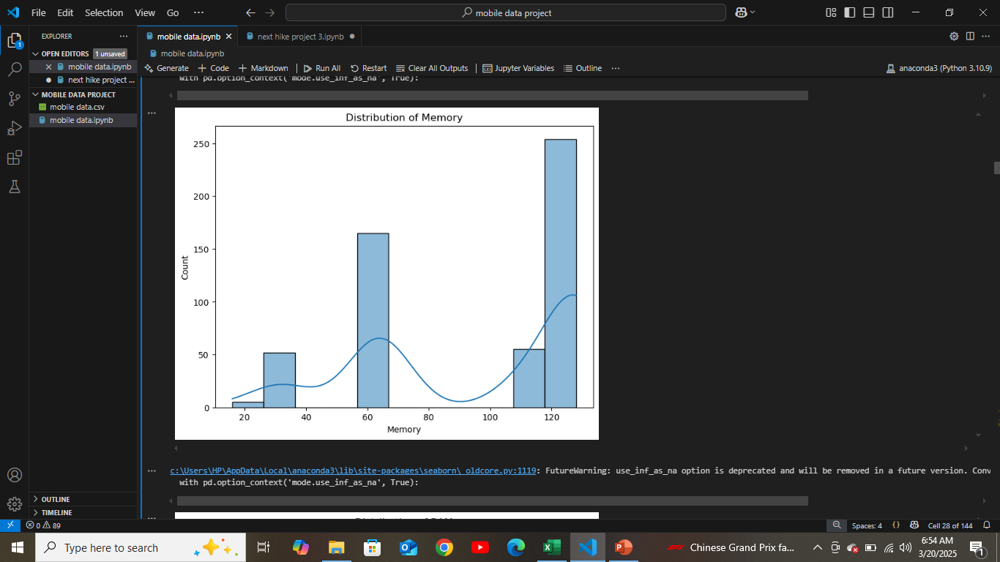 File Edit Selection View Go ··· mobile data project
EXPLORER ···
mobile data.ipynb
next hike project 3.ipynb
OPEN EDITORS 1 unsaved
mobile data.ipynb
mobile data.ipynb
next hike project ...
Generate + Code + Markdown Run All Restart Clear All Outputs Jupyter Variables Outline ··· anaconda3 (Python 3.10.9)
with pd.option_context('mode.use_inf_as_na', True):
MOBILE DATA PROJECT
mobile data.csv
mobile data.ipynb
Distribution of Memory
250
200
150
100
50
0
Count
20 40 60 80 100 120
Memory
c:\Users\HP\AppData\Local\anaconda3\lib\site-packages\seaborn\_oldcore.py:1119: FutureWarning: use_inf_as_na option is deprecated and will be removed in a future version. Conv
with pd.option_context('mode.use_inf_as_na', True):
OUTLINE
TIMELINE
0 89 Spaces: 4 {} Cell 28 of 144
Type here to search
Chinese Grand Prix fa...
6:54 AM
3/20/2025
1